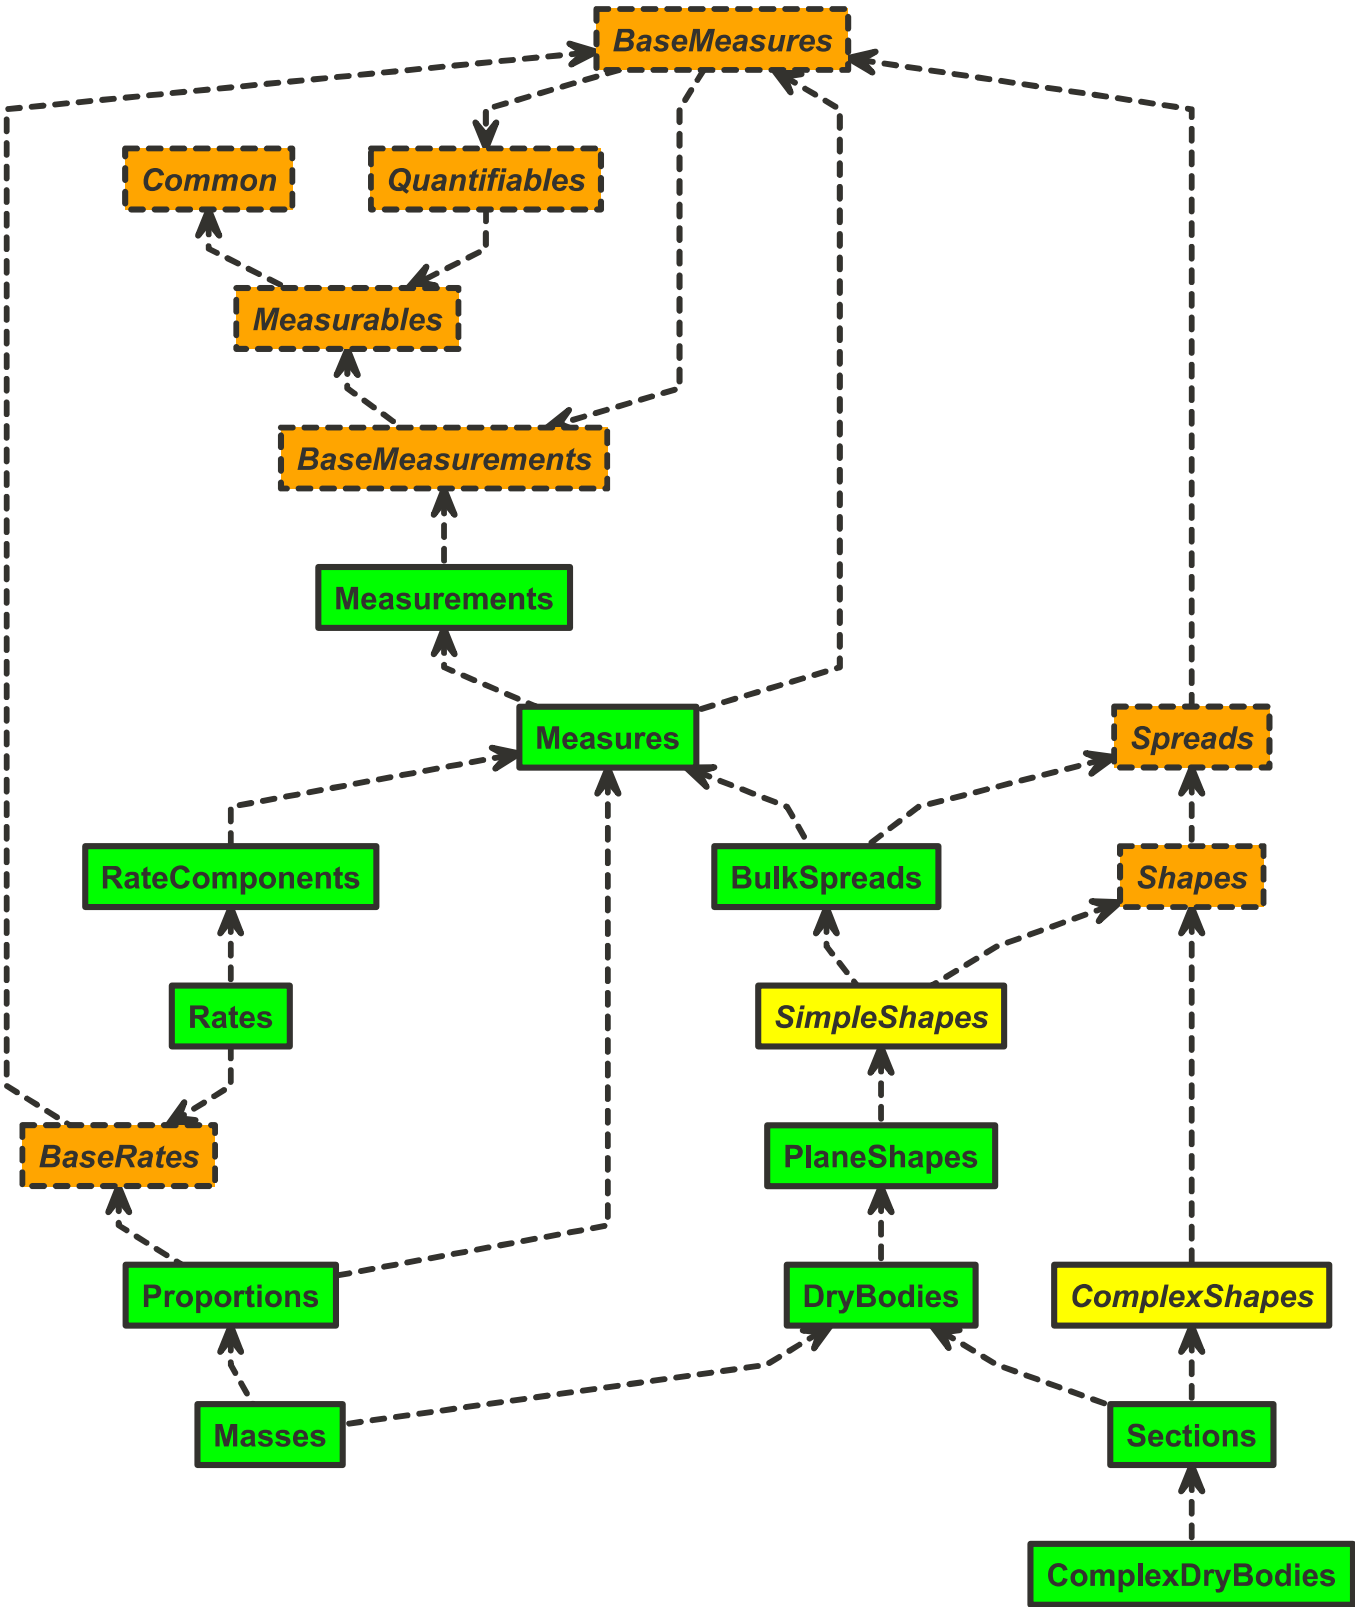 BaseMeasures
Common
Quantifiables
Measurables
BaseMeasurements
Measurements
Measures
Spreads
RateComponents
BulkSpreads
Shapes
Rates
SimpleShapes
BaseRates
PlaneShapes
Proportions
DryBodies
ComplexShapes
Masses
Sections
ComplexDryBodies